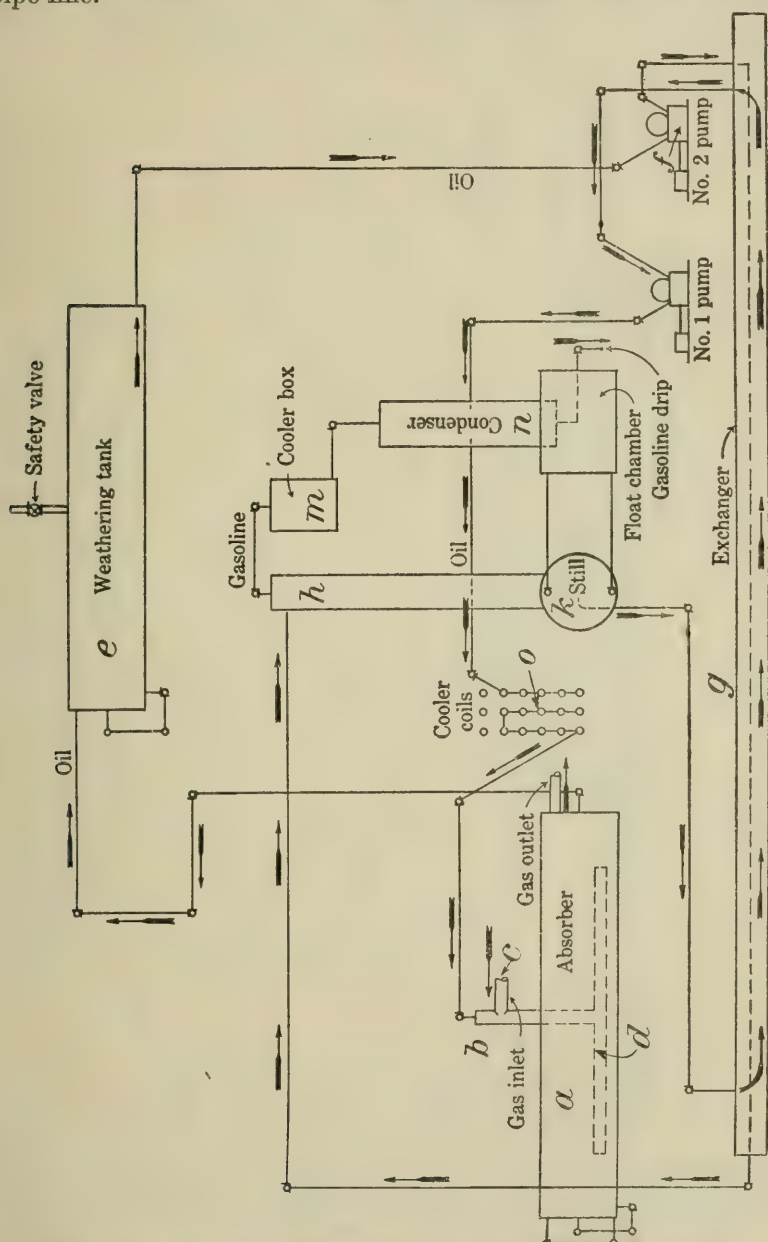 pipe line.
Safety valve
e Weathering tank
Oil
Oil
Cooler box
m
Gasoline
Condenser
n
h
Oil
k Still
Float chamber
Gasoline drip
No. 1 pump
No. 2 pump
f
Cooler
coils
o
Gas outlet
Absorber
c
b
Gas inlet
a
d
Exchanger
g